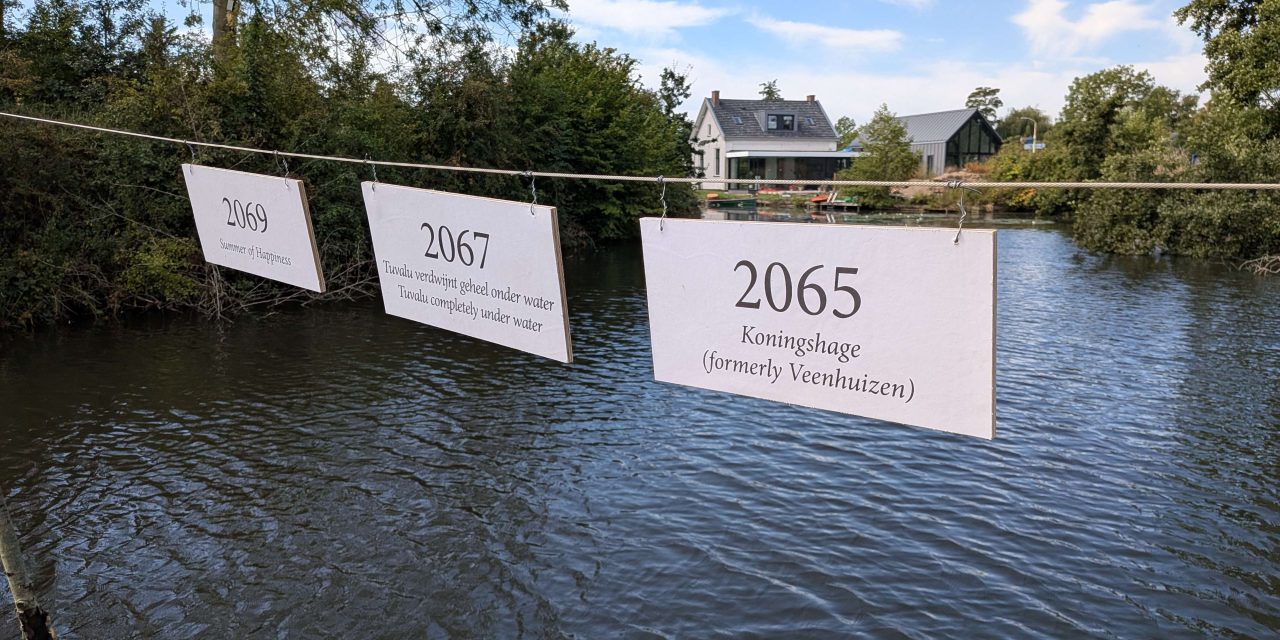 2069
Summer of Happiness
2067
Tuvalu verdwijnt geheel onder water
Tuvalu completely under water
2065
Koningshage
(formerly Veenhuizen)